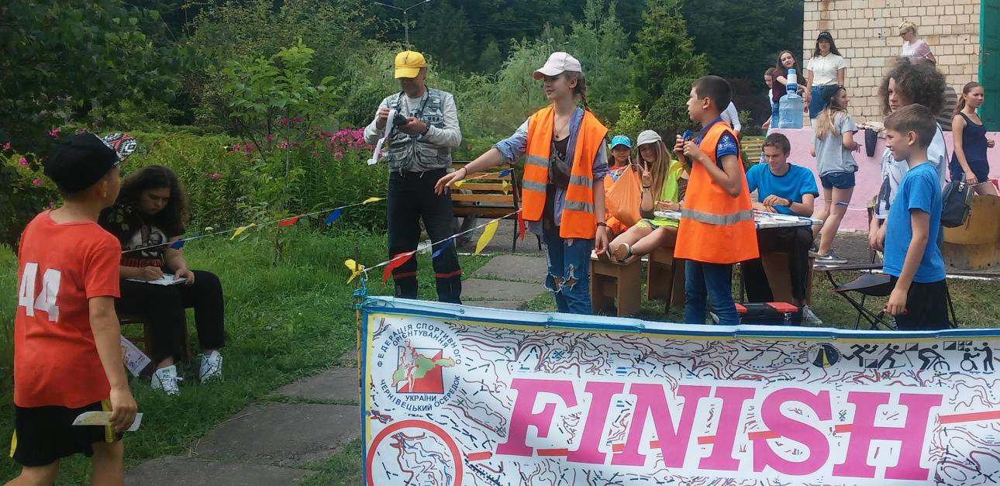 44
ФЕДЕРАЦІЯ СПОРТИВНОГО
ОРІЄНТУВАННЯ
УКРАЇНИ
ЧЕРНІВЕЦЬКИЙ ОСЕРЕДОК
FINISH